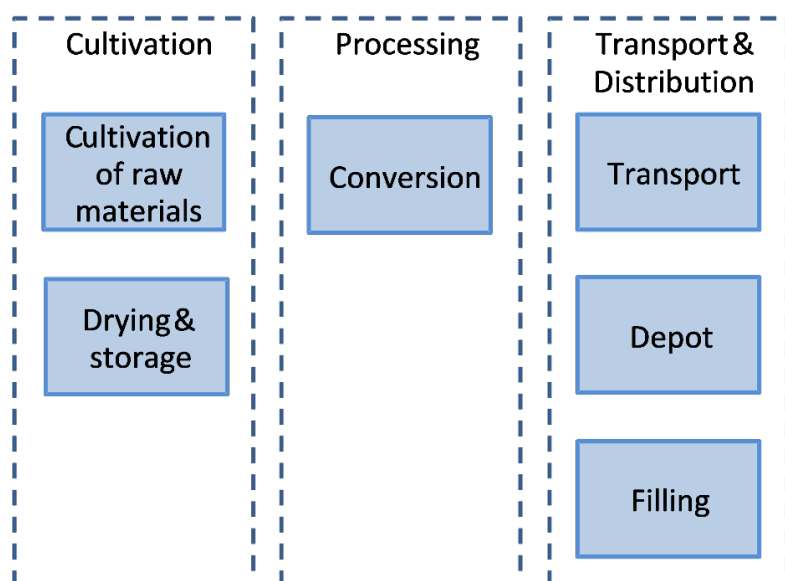 Cultivation
Cultivation
of raw
materials
Drying &
storage
Processing
Conversion
Transport &
Distribution
Transport
Depot
Filling